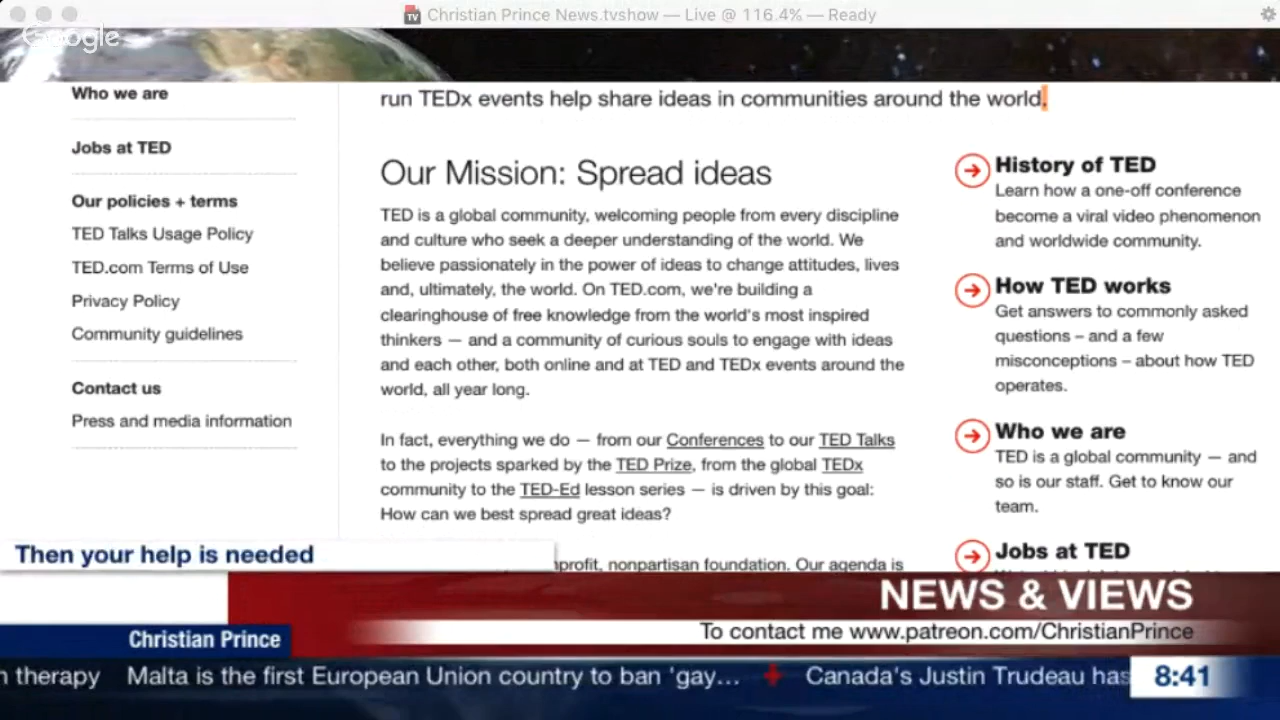 Christian Prince News.tvshow — Live @ 116.4% — Ready
Google
Who we are
Jobs at TED
Our policies + terms
TED Talks Usage Policy
TED.com Terms of Use
Privacy Policy
Community guidelines
Contact us
Press and media information
run TEDx events help share ideas in communities around the world.
Our Mission: Spread ideas
TED is a global community, welcoming people from every discipline
and culture who seek a deeper understanding of the world. We
believe passionately in the power of ideas to change attitudes, lives
and, ultimately, the world. On TED.com, we're building a
clearinghouse of free knowledge from the world's most inspired
thinkers — and a community of curious souls to engage with ideas
and each other, both online and at TED and TEDx events around the
world, all year long.
In fact, everything we do — from our Conferences to our TED Talks
to the projects sparked by the TED Prize, from the global TEDx
community to the TED-Ed lesson series — is driven by this goal:
How can we best spread great ideas?
nprofit, nonpartisan foundation. Our agenda is
History of TED
Learn how a one-off conference
become a viral video phenomenon
and worldwide community.
How TED works
Get answers to commonly asked
questions – and a few
misconceptions – about how TED
operates.
Who we are
TED is a global community — and
so is our staff. Get to know our
team.
Jobs at TED
Then your help is needed
NEWS & VIEWS
To contact me www.patreon.com/ChristianPrince
Christian Prince
n therapy Malta is the first European Union country to ban 'gay... Canada's Justin Trudeau has
8:41